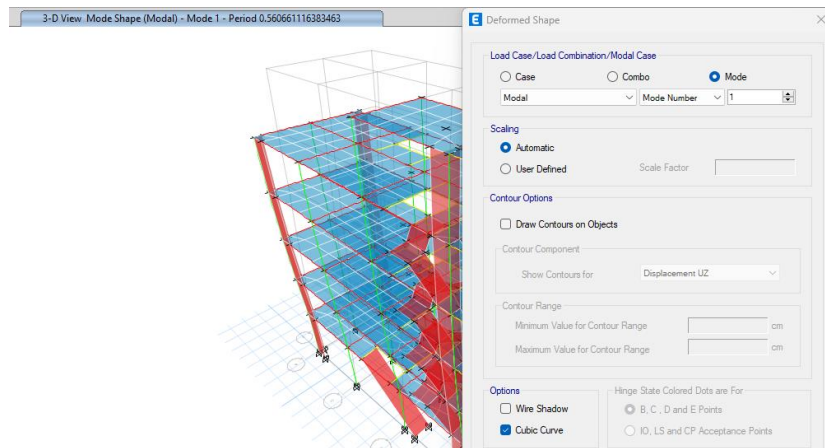 3-D View Mode Shape (Modal) - Mode 1 - Period 0.560661116383463
E Deformed Shape
Load Case/Load Combination/Modal Case
Case Combo Mode
Modal Mode Number 1
Scaling
Automatic
User Defined Scale Factor
Contour Options
Draw Contours on Objects
Contour Component
Show Contours for Displacement UZ
Contour Range
Minimum Value for Contour Range cm
Maximum Value for Contour Range cm
Options Hinge State Colored Dots are For
Wire Shadow B, C , D and E Points
Cubic Curve IO, LS and CP Acceptance Points